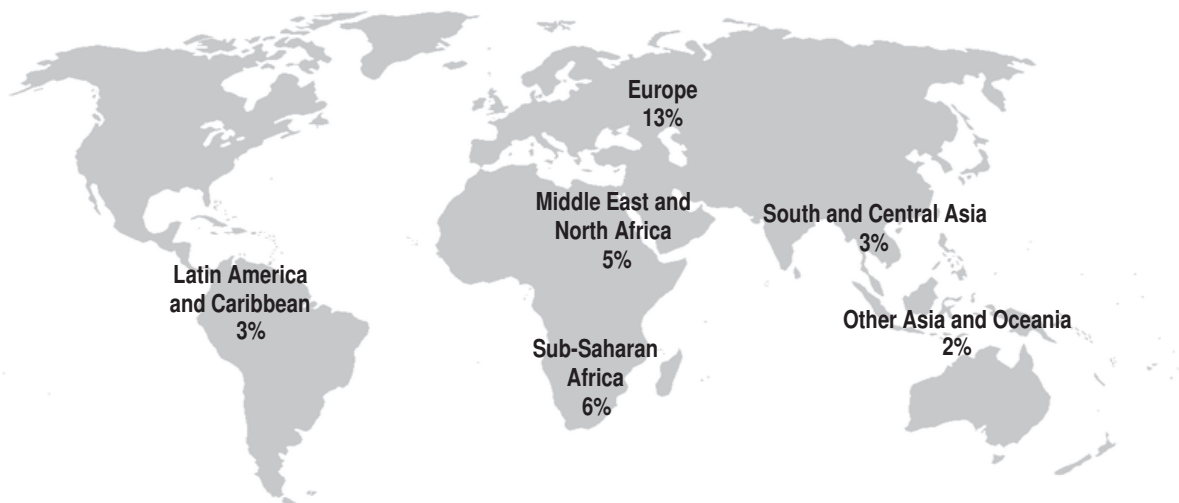 Europe
13%
Middle East and
North Africa
5%
South and Central Asia
3%
Latin America
and Caribbean
3%
Other Asia and Oceania
2%
Sub-Saharan
Africa
6%